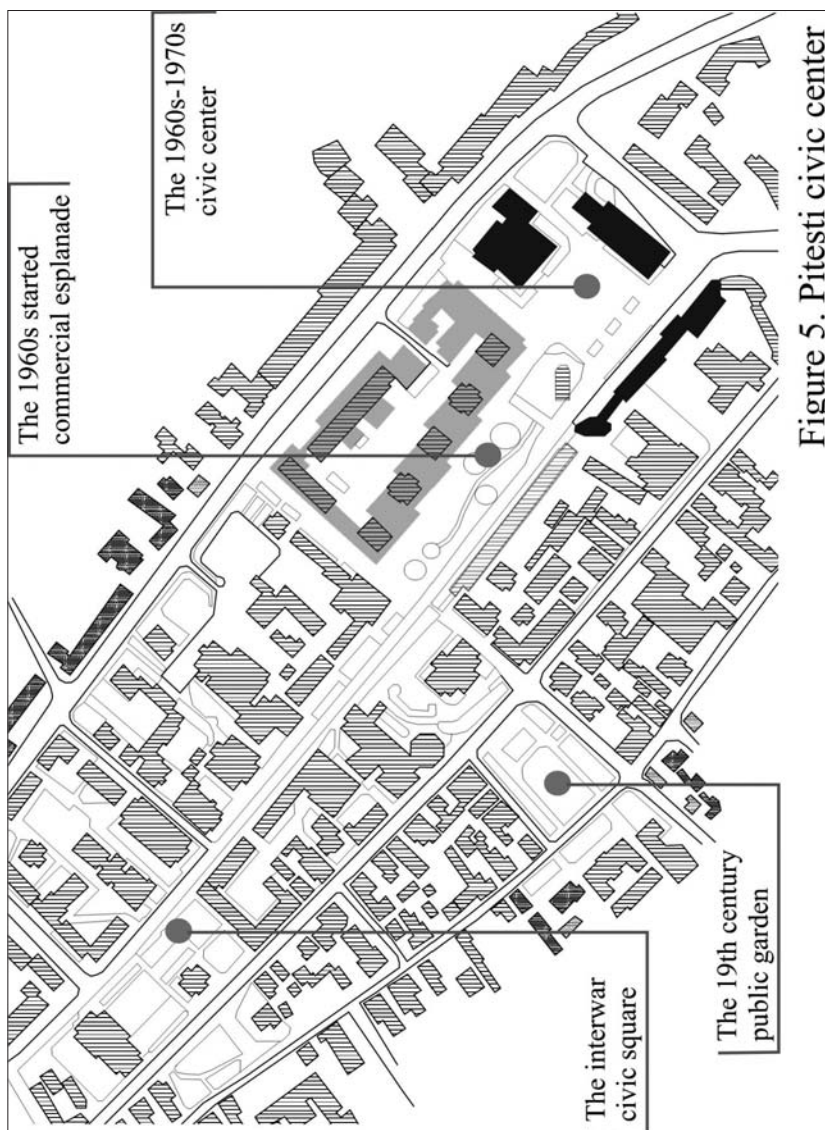 The 1960s started
commercial esplanade
The 1960s-1970s
civic center
The interwar
civic square
The 19th century
public garden
Figure 5. Pitesti civic center